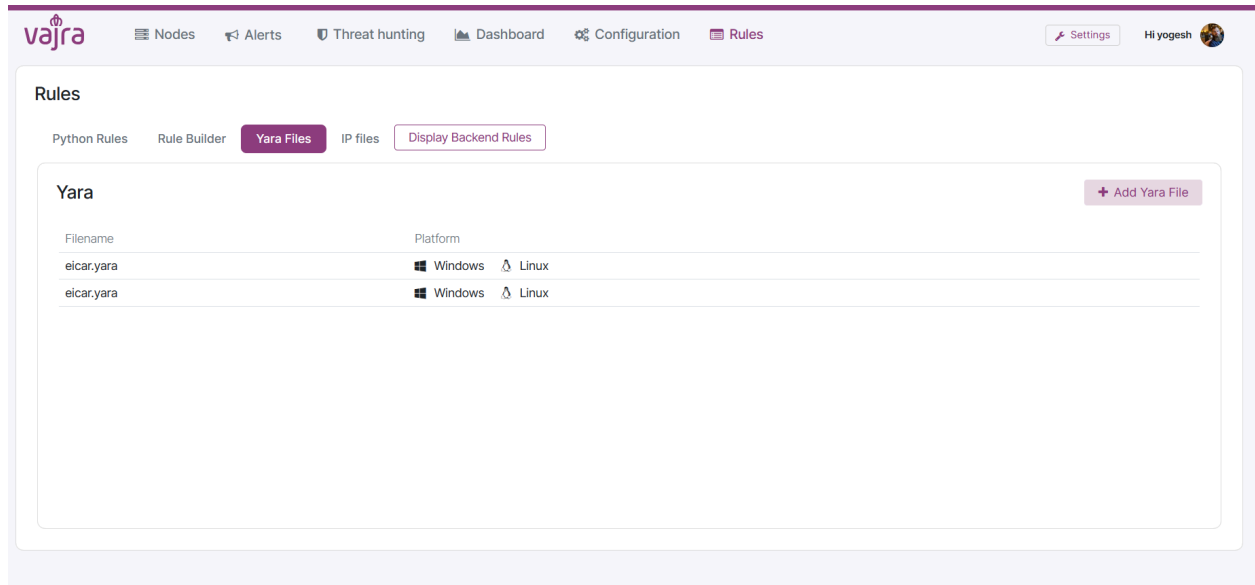 vajra Nodes Alerts Threat hunting Dashboard Configuration Rules Settings Hi yogesh
Rules
Python Rules Rule Builder Yara Files IP files Display Backend Rules
Yara + Add Yara File
Filename Platform
eicar.yara Windows Linux
eicar.yara Windows Linux